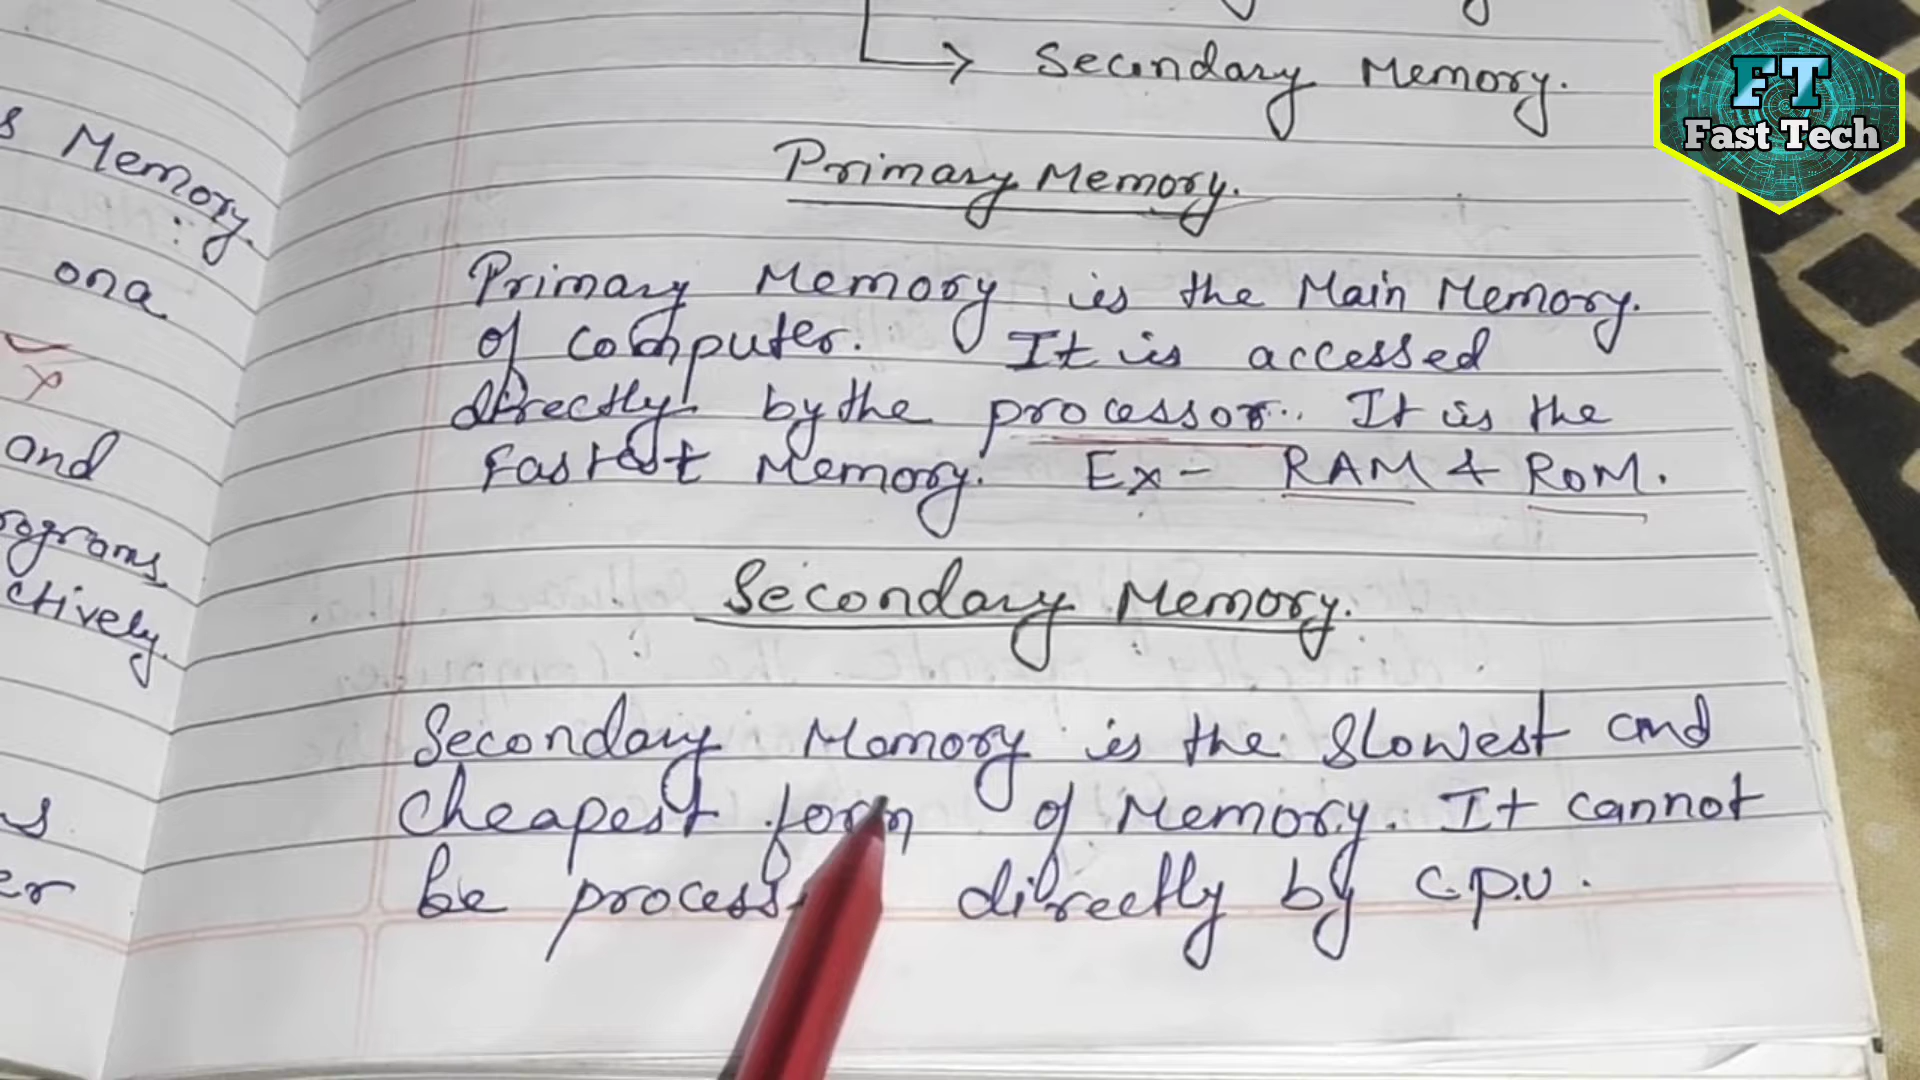 Memory.
ona
and
ctively.
→ Secondary Memory.
Primary Memory.
Primary Memory is the Main Memory.
of computer. It is accessed
directly by the processor. It is the
Fastest Memory. Ex- RAM & ROM.
Secondary Memory.
Secondary Memory is the Slowest and
cheapest form of Memory. It cannot
be process directly by C.P.U.
FT
Fast Tech